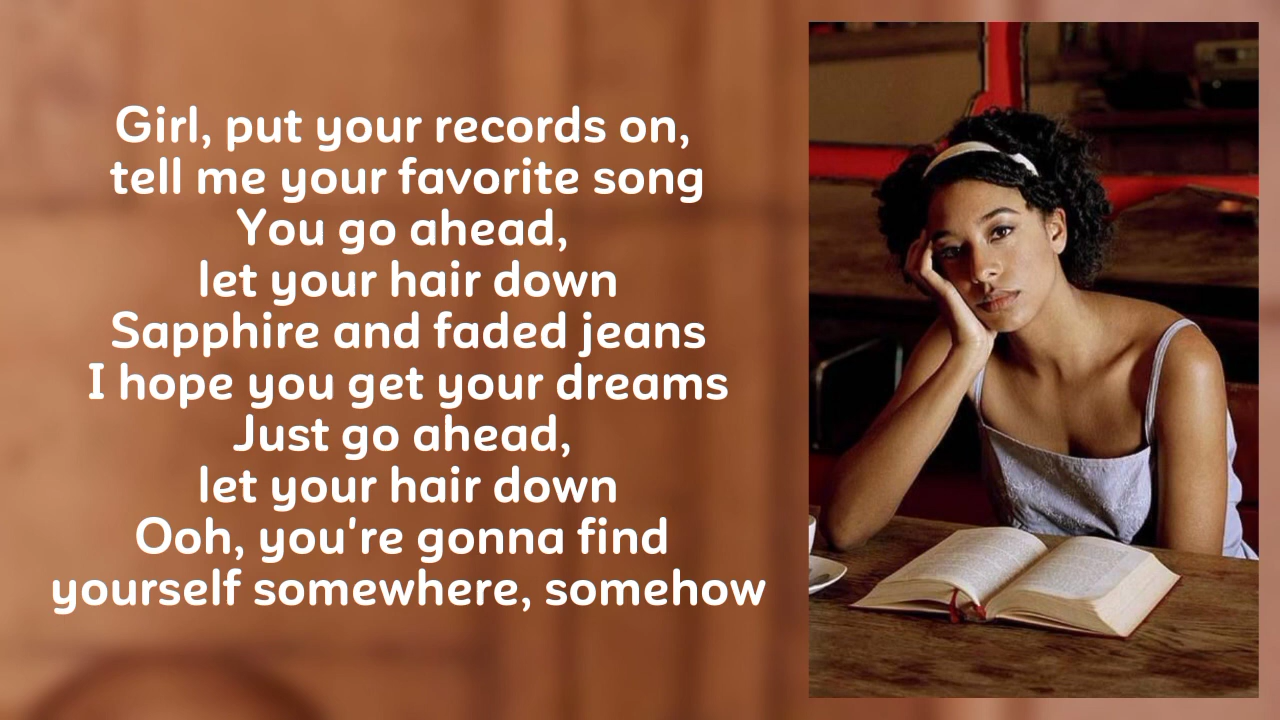 Girl, put your records on,
tell me your favorite song
You go ahead,
let your hair down
Sapphire and faded jeans
I hope you get your dreams
Just go ahead,
let your hair down
Ooh, you're gonna find
yourself somewhere, somehow